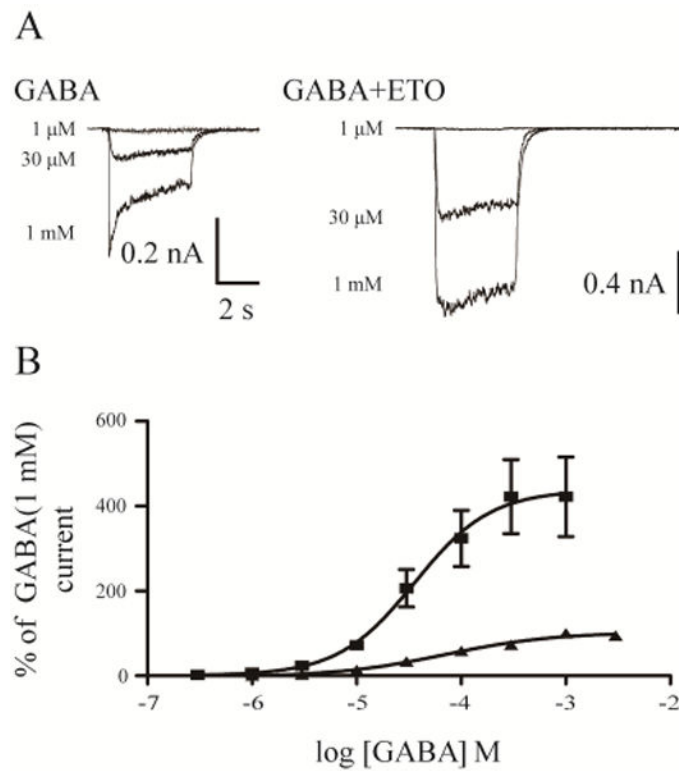 A
GABA
GABA+ETO
1 μM
30 μM
1 mM
0.2 nA
2 s
1 μM
30 μM
1 mM
0.4 nA
B
600
400
200
0
-7 -6 -5 -4 -3 -2
% of GABA(1 mM)
current
log [GABA] M